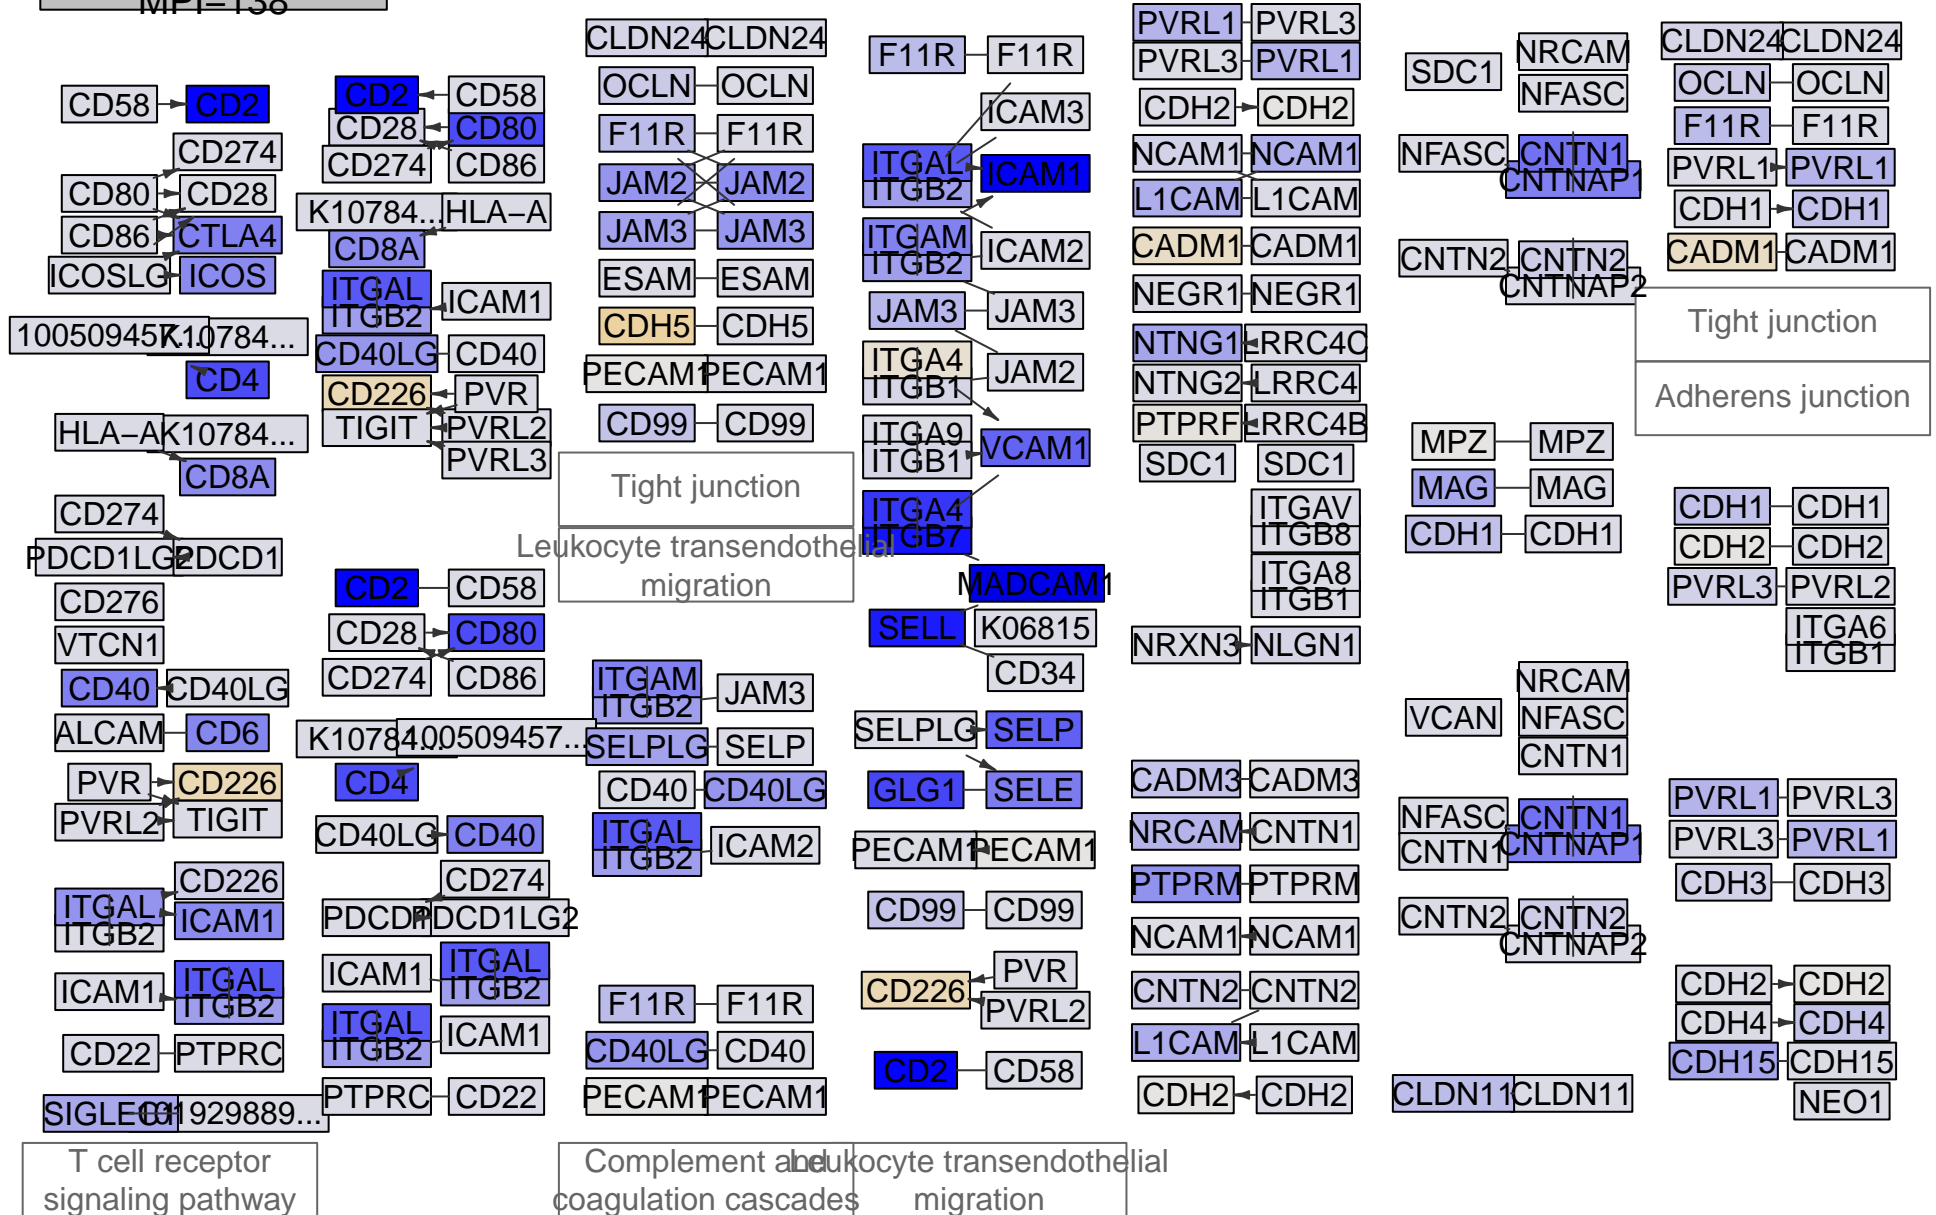 MPI−138
CD58 CD2
CD274
CD80 CD28
CD86 CTLA4
ICOSLG ICOS
100509457... K10784...
CD4
HLA−A K10784...
CD8A
CD274
PDCD1LG2 PDCD1
CD276
VTCN1
CD40 CD40LG
ALCAM CD6
PVR CD226
PVRL2 TIGIT
CD226
ITGAL ICAM1
ITGB2
ITGAL
ICAM1 ITGB2
CD22 PTPRC
T cell receptor
signaling pathway
CD2 CD58
CD28 CD80
CD274 CD86
K10784... HLA−A
CD8A
ITGAL ICAM1
ITGB2
CD40LG CD40
CD226 PVR
TIGIT PVRL2
PVRL3
CD2 CD58
CD28 CD80
CD274 CD86
K10784... 100509457...
CD4
CD40LG CD40
CD274
PDCD1 PDCD1LG2
ICAM1 ITGAL
ITGB2
ITGAL ICAM1
ITGB2
PTPRC CD22
CLDN24 CLDN24
OCLN OCLN
F11R F11R
JAM2 JAM2
JAM3 JAM3
ESAM ESAM
CDH5 CDH5
PECAM1 PECAM1
CD99 CD99
Tight junction
Leukocyte transendothelial
migration
ITGAM JAM3
ITGB2
SELPLG SELP
CD40 CD40LG
ITGAL ICAM2
ITGB2
F11R F11R
CD40LG CD40
PECAM1 PECAM1
Complement and
coagulation cascades
F11R F11R
ICAM3
ITGAL ICAM1
ITGB2
ITGAM ICAM2
ITGB2
JAM3 JAM3
ITGA4 JAM2
ITGB1
ITGA9 VCAM1
ITGB1
ITGA4
ITGB7
MADCAM1
SELL K06815
CD34
SELPLG SELP
GLG1 SELE
PECAM1 PECAM1
CD99 CD99
PVR
CD226 PVRL2
CD2 CD58
Leukocyte transendothelial
migration
PVRL1 PVRL3
PVRL3 PVRL1
CDH2 CDH2
NCAM1 NCAM1
L1CAM L1CAM
CADM1 CADM1
NEGR1 NEGR1
NTNG1 LRRC4C
NTNG2 LRRC4
PTPRF LRRC4B
SDC1 SDC1
ITGAV
ITGB8
ITGA8
ITGB1
NRXN3 NLGN1
CADM3 CADM3
NRCAM CNTN1
PTPRM PTPRM
NCAM1 NCAM1
CNTN2 CNTN2
L1CAM L1CAM
CDH2 CDH2
SDC1 NRCAM
NFASC
NFASC CNTN1
CNTNAP1
CNTN2 CNTN2
CNTNAP2
MPZ MPZ
MAG MAG
CDH1 CDH1
NRCAM
VCAN NFASC
CNTN1
NFASC CNTN1
CNTN1 CNTNAP1
CNTN2 CNTN2
CNTNAP2
CLDN11 CLDN11
CLDN24 CLDN24
OCLN OCLN
F11R F11R
PVRL1 PVRL1
CDH1 CDH1
CADM1 CADM1
Tight junction
Adherens junction
CDH1 CDH1
CDH2 CDH2
PVRL3 PVRL2
ITGA6
ITGB1
PVRL1 PVRL3
PVRL3 PVRL1
CDH3 CDH3
CDH2 CDH2
CDH4 CDH4
CDH15 CDH15
NEO1